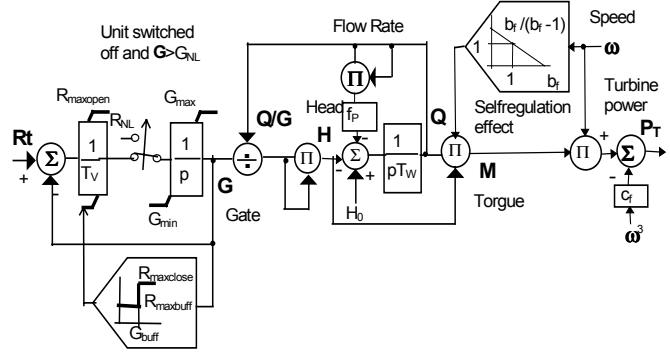 Unit switched
off and G>G_NL
Flow Rate
b_f /(b_f -1)
Speed
1
ω
1
b_f
Π
R_maxopen
G_max
R_NL
Q/G
Head
f_P
H
Q
Selfregulation
effect
Turbine
power
Rt
+
Σ
-
1
T_V
1
p
G
÷
Π
-
-
Σ
+
1
pT_W
Π
M
Π
+
Σ
-
P_T
G_min
Gate
H_0
Torgue
c_f
ω³
R_maxclose
R_maxbuff
G_buff